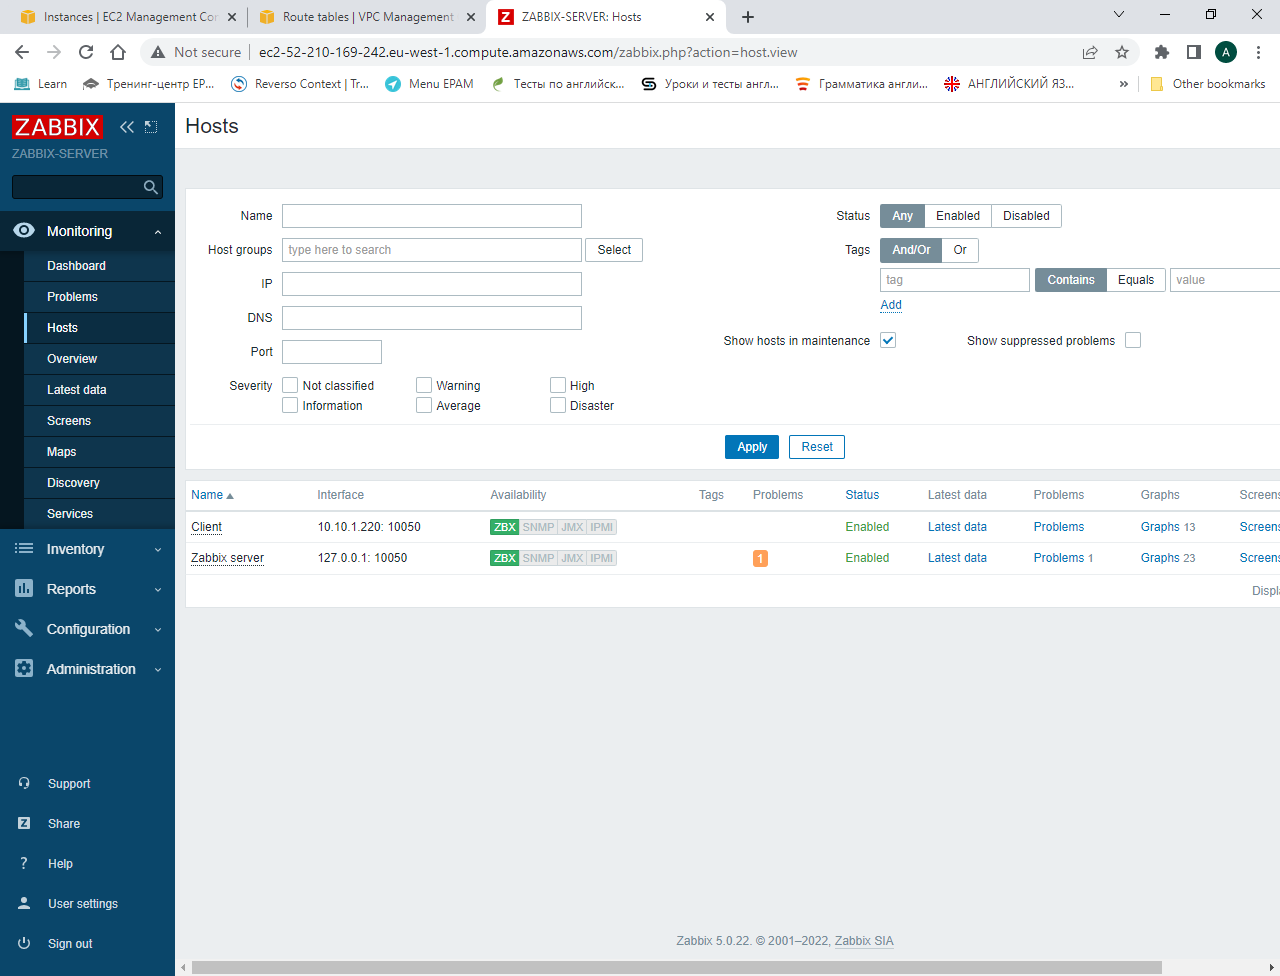 Instances | EC2 Management Con
Route tables | VPC Management
Z ZABBIX-SERVER: Hosts
Not secure | ec2-52-210-169-242.eu-west-1.compute.amazonaws.com/zabbix.php?action=host.view
A
Learn
Тренинг-центр EP...
Reverso Context | Tr...
Menu EPAM
Тесты по английск...
Уроки и тесты англ...
Грамматика англи...
АНГЛИЙСКИЙ ЯЗ...
»
Other bookmarks
ZABBIX
ZABBIX-SERVER
Monitoring
Dashboard
Problems
Hosts
Overview
Latest data
Screens
Maps
Discovery
Services
Inventory
Reports
Configuration
Administration
Support
Z Share
? Help
User settings
Sign out
Hosts
Name
Host groups type here to search Select
IP
DNS
Port
Severity Not classified Warning High
Information Average Disaster
Status Any Enabled Disabled
Tags And/Or Or
tag Contains Equals value
Add
Show hosts in maintenance Show suppressed problems
Apply Reset
Name Interface Availability Tags Problems Status Latest data Problems Graphs Screens
Client 10.10.1.220: 10050 ZBX SNMP JMX IPMI Enabled Latest data Problems Graphs 13 Screens
Zabbix server 127.0.0.1: 10050 ZBX SNMP JMX IPMI 1 Enabled Latest data Problems 1 Graphs 23 Screens
Displa
Zabbix 5.0.22. © 2001–2022, Zabbix SIA